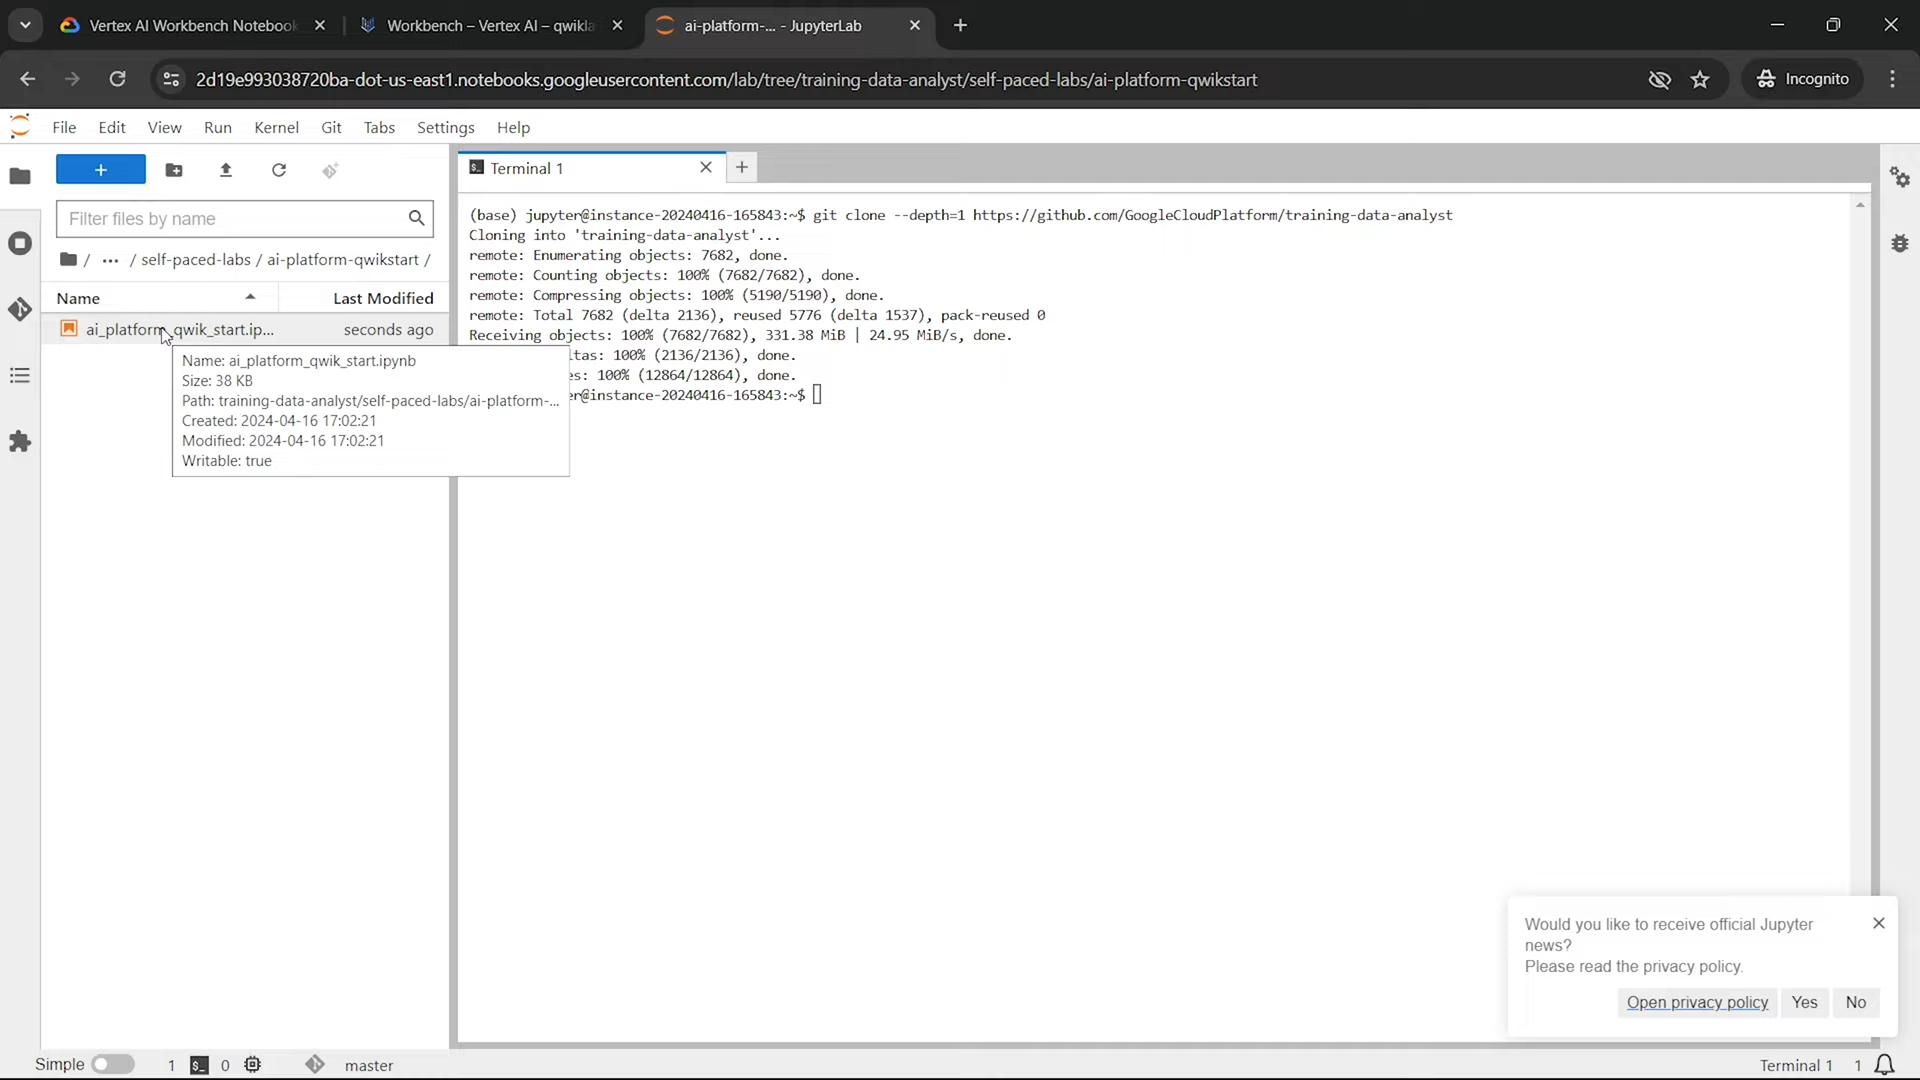 Vertex AI Workbench Notebook
Workbench – Vertex AI – qwikla
ai-platform-... - JupyterLab
2d19e993038720ba-dot-us-east1.notebooks.googleusercontent.com/lab/tree/training-data-analyst/self-paced-labs/ai-platform-qwikstart
Incognito
File Edit View Run Kernel Git Tabs Settings Help
Filter files by name
/ ··· / self-paced-labs / ai-platform-qwikstart /
Name Last Modified
ai_platform_qwik_start.ip... seconds ago
Name: ai_platform_qwik_start.ipynb
Size: 38 KB
Path: training-data-analyst/self-paced-labs/ai-platform-...
Created: 2024-04-16 17:02:21
Modified: 2024-04-16 17:02:21
Writable: true
Terminal 1
(base) jupyter@instance-20240416-165843:~$ git clone --depth=1 https://github.com/GoogleCloudPlatform/training-data-analyst
Cloning into 'training-data-analyst'...
remote: Enumerating objects: 7682, done.
remote: Counting objects: 100% (7682/7682), done.
remote: Compressing objects: 100% (5190/5190), done.
remote: Total 7682 (delta 2136), reused 5776 (delta 1537), pack-reused 0
Receiving objects: 100% (7682/7682), 331.38 MiB | 24.95 MiB/s, done.
ltas: 100% (2136/2136), done.
es: 100% (12864/12864), done.
er@instance-20240416-165843:~$
Would you like to receive official Jupyter
news?
Please read the privacy policy.
Open privacy policy Yes No
Simple 1 $_ 0 master Terminal 1 1